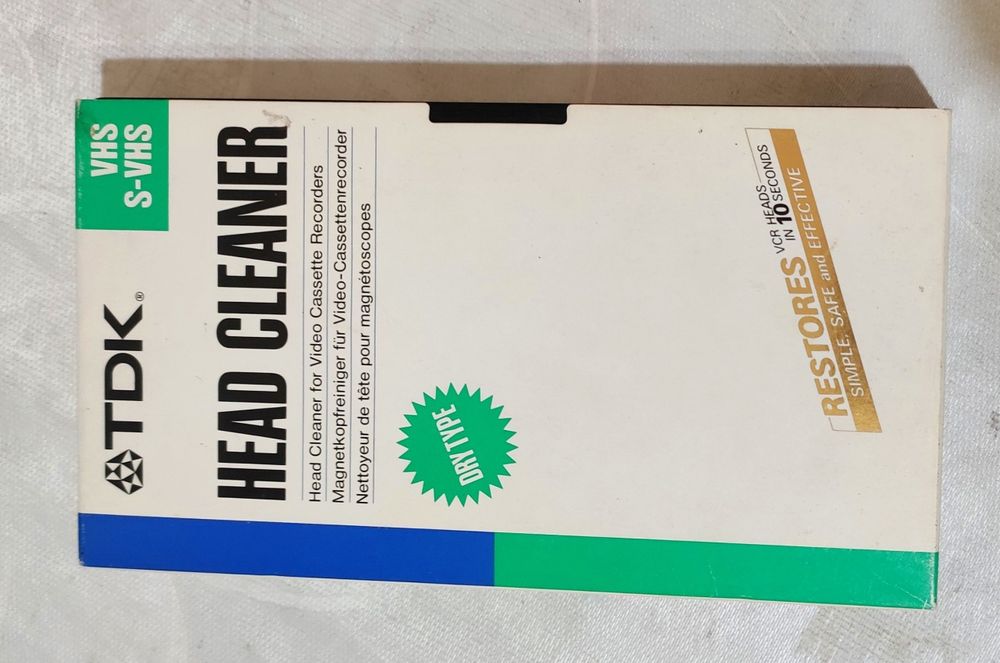 VHS
S-VHS
TDK®
HEAD CLEANER
Head Cleaner for Video Cassette Recorders
Magnetkopfreiniger für Video-Cassettenrecorder
Nettoyeur de tête pour magnétoscopes
DRY TYPE
RESTORES VCR HEADS
IN 10 SECONDS
SIMPLE, SAFE and EFFECTIVE